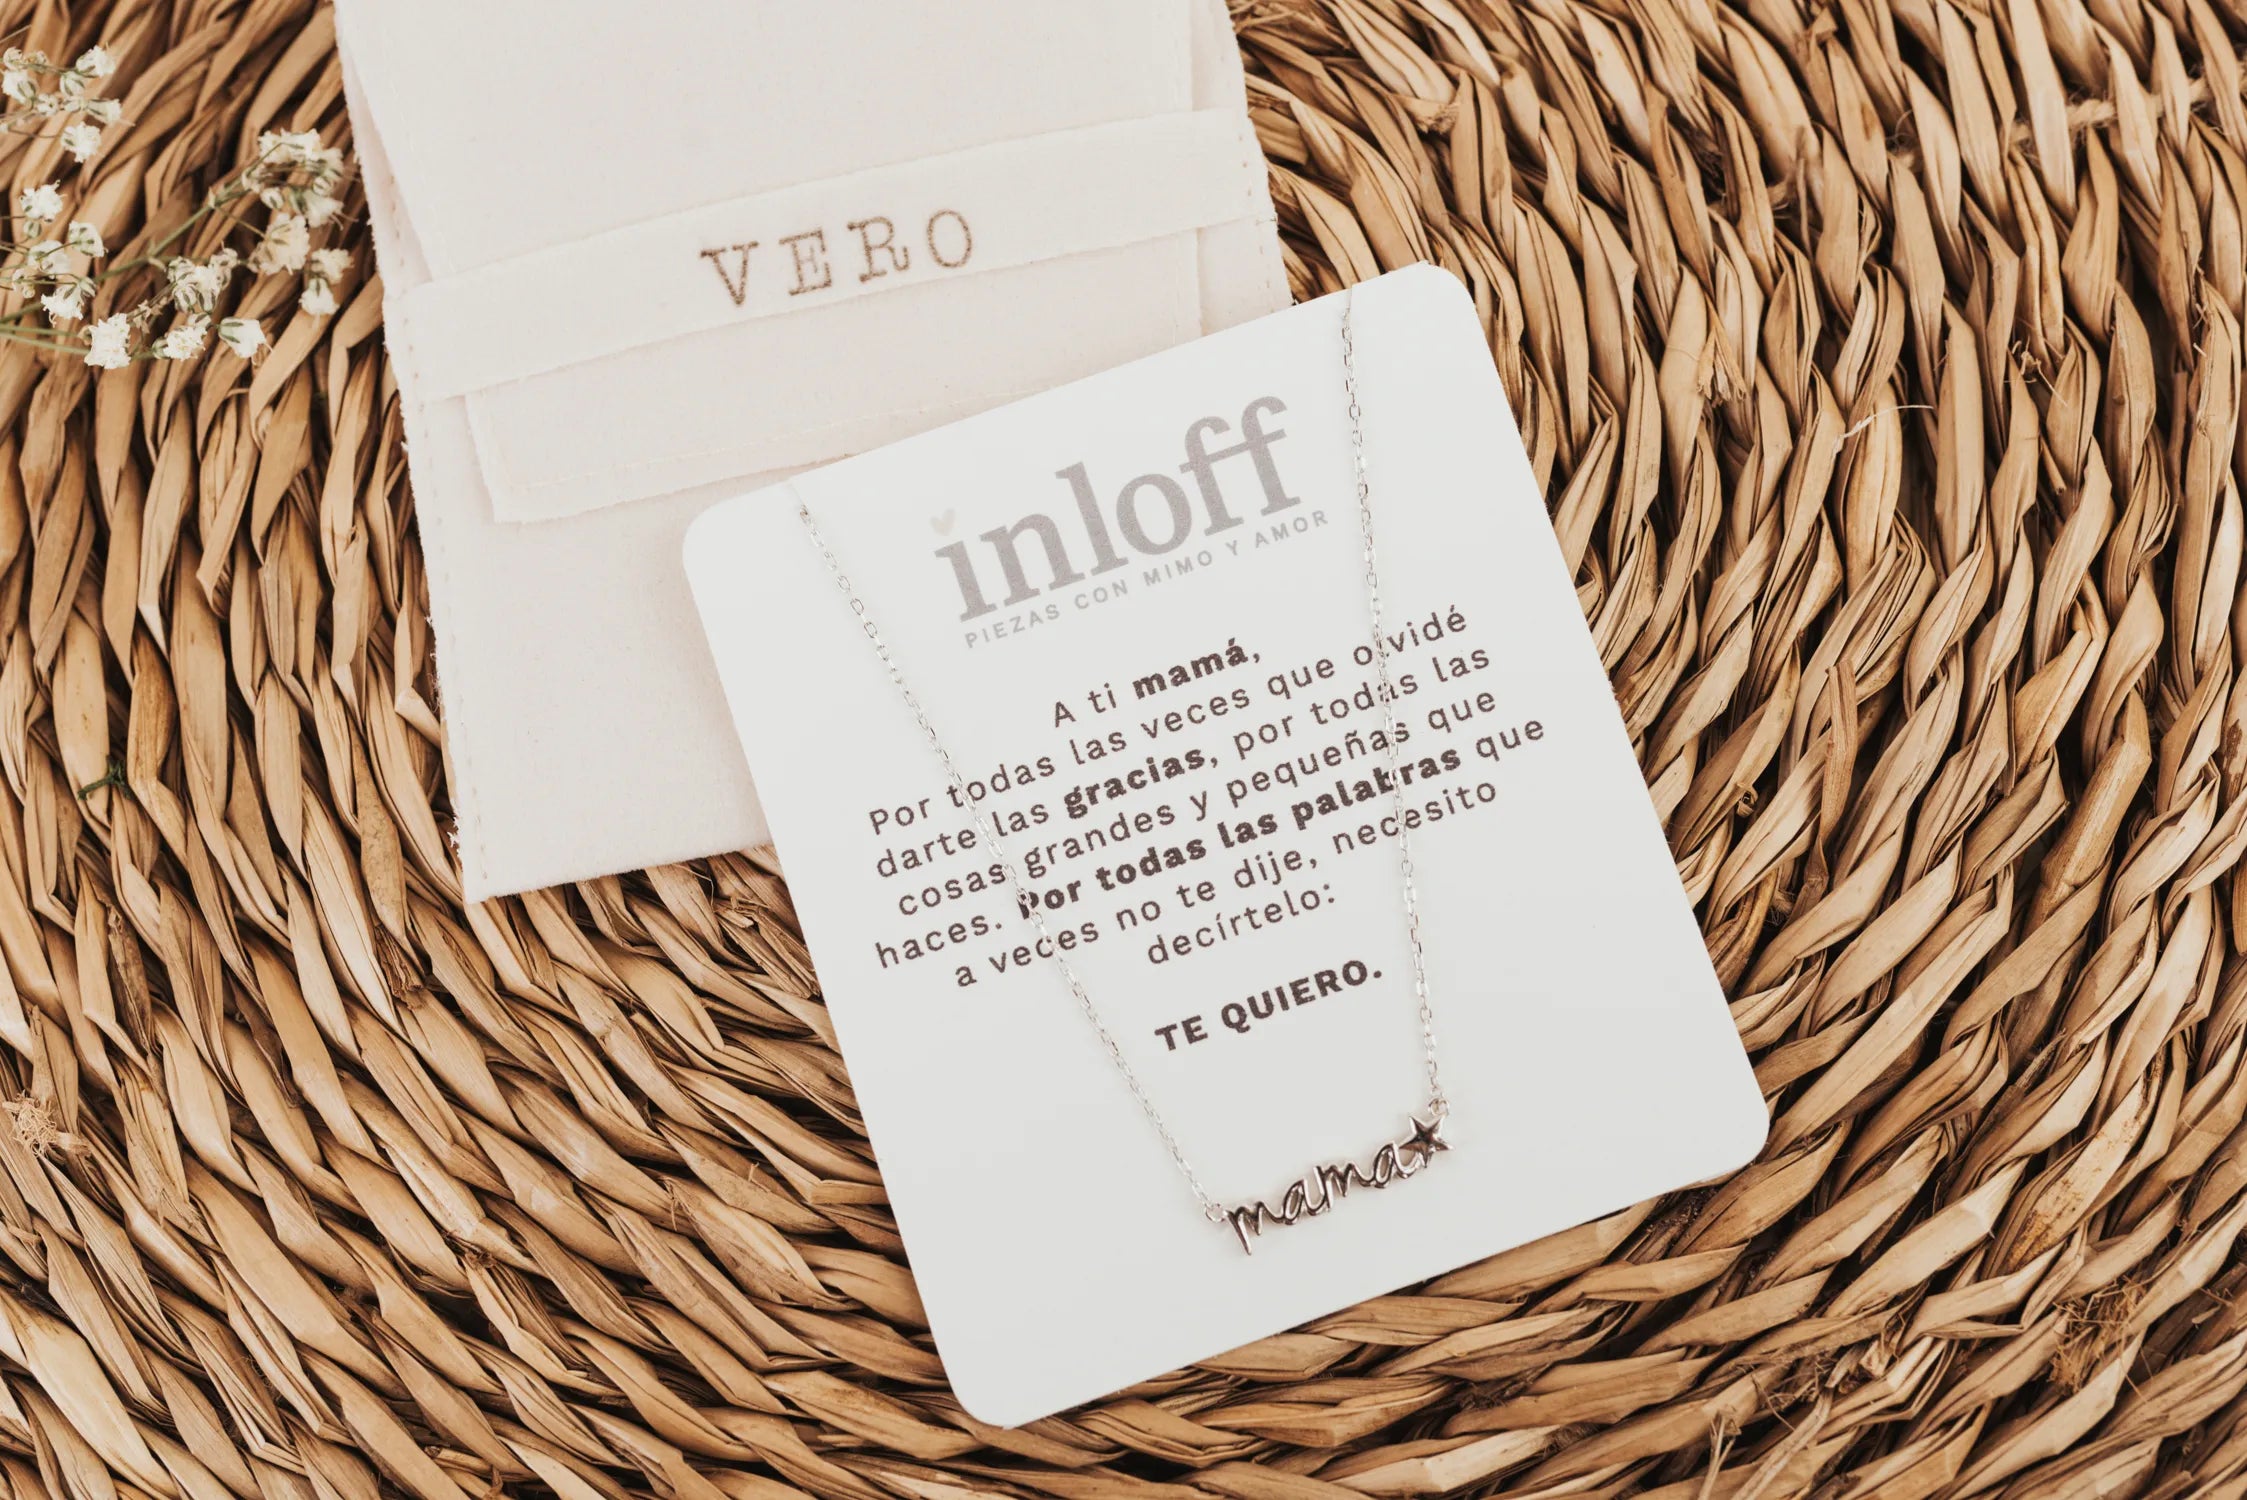 VERO
inloff
PIEZAS CON MIMO Y AMOR
A ti mamá,
Por todas las veces que olvidé
darte las gracias, por todas las
cosas grandes y pequeñas que
haces. Por todas las palabras que
a veces no te dije, necesito
decírtelo:
TE QUIERO.
mama